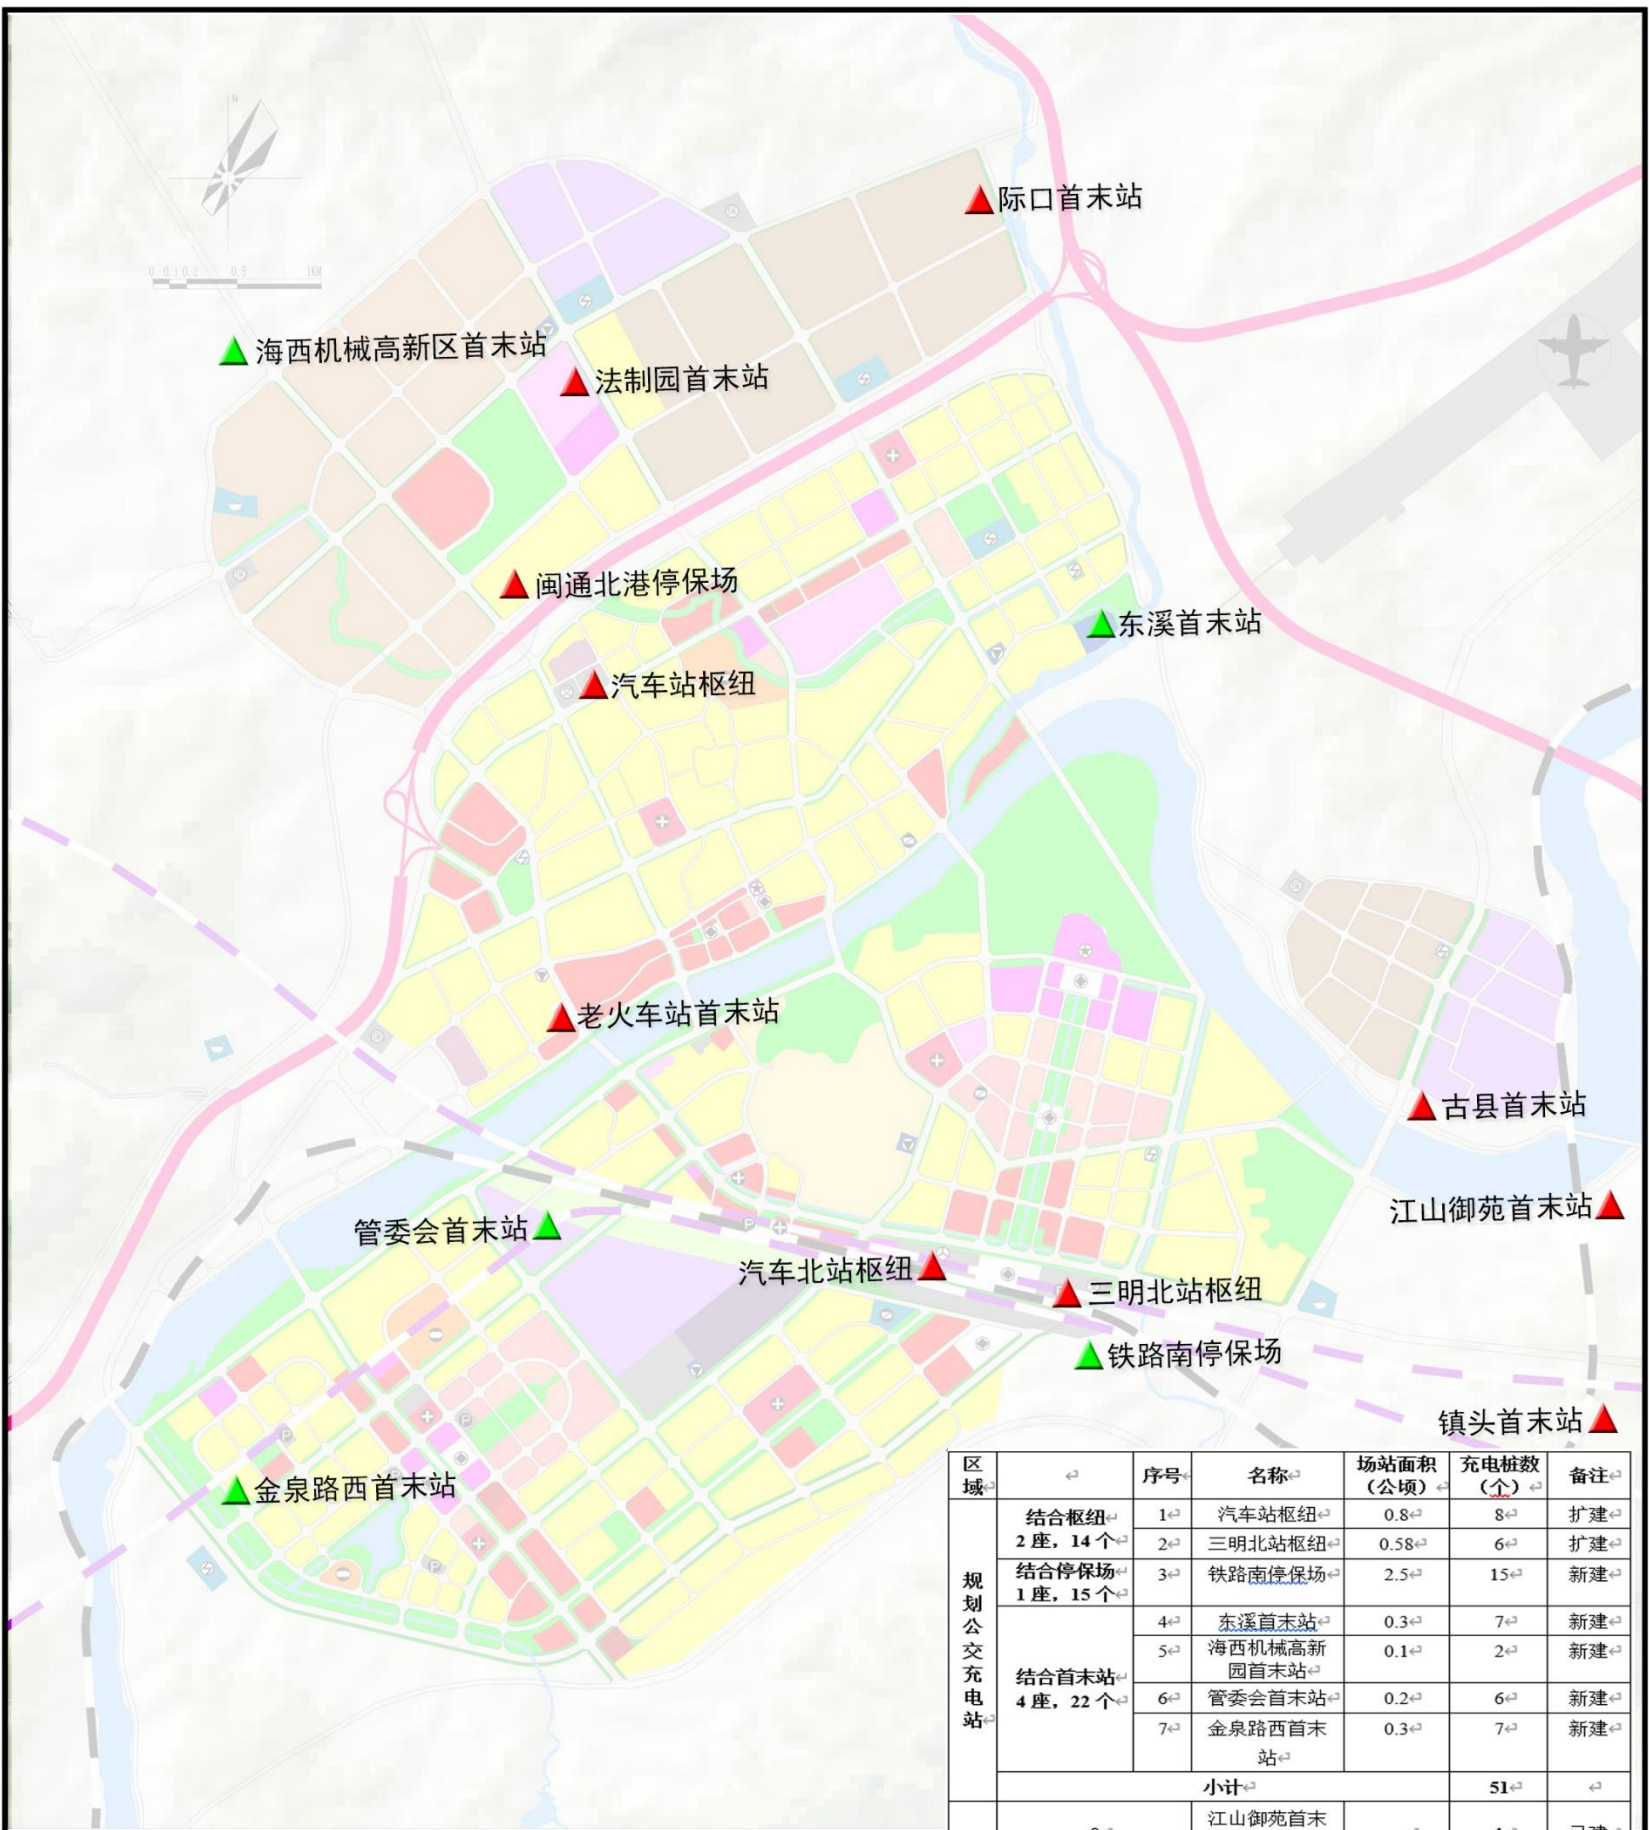 N
0 0.1 0.2 0.5 1KM
际口首末站
海西机械高新区首末站
法制园首末站
闽通北港停保场
东溪首末站
汽车站枢纽
老火车站首末站
古县首末站
江山御苑首末站
管委会首末站
汽车北站枢纽
三明北站枢纽
铁路南停保场
镇头首末站
金泉路西首末站
区域 序号 名称 场站面积（公顷） 充电桩数（个） 备注
规划公交充电站
结合枢纽
2 座，14 个
1 汽车站枢纽 0.8 8 扩建
2 三明北站枢纽 0.58 6 扩建
结合停保场
1 座，15 个
3 铁路南停保场 2.5 15 新建
结合首末站
4 座，22 个
4 东溪首末站 0.3 7 新建
5 海西机械高新园首末站 0.1 2 新建
6 管委会首末站 0.2 6 新建
7 金泉路西首末站 0.3 7 新建
小计 51
江山御苑首末